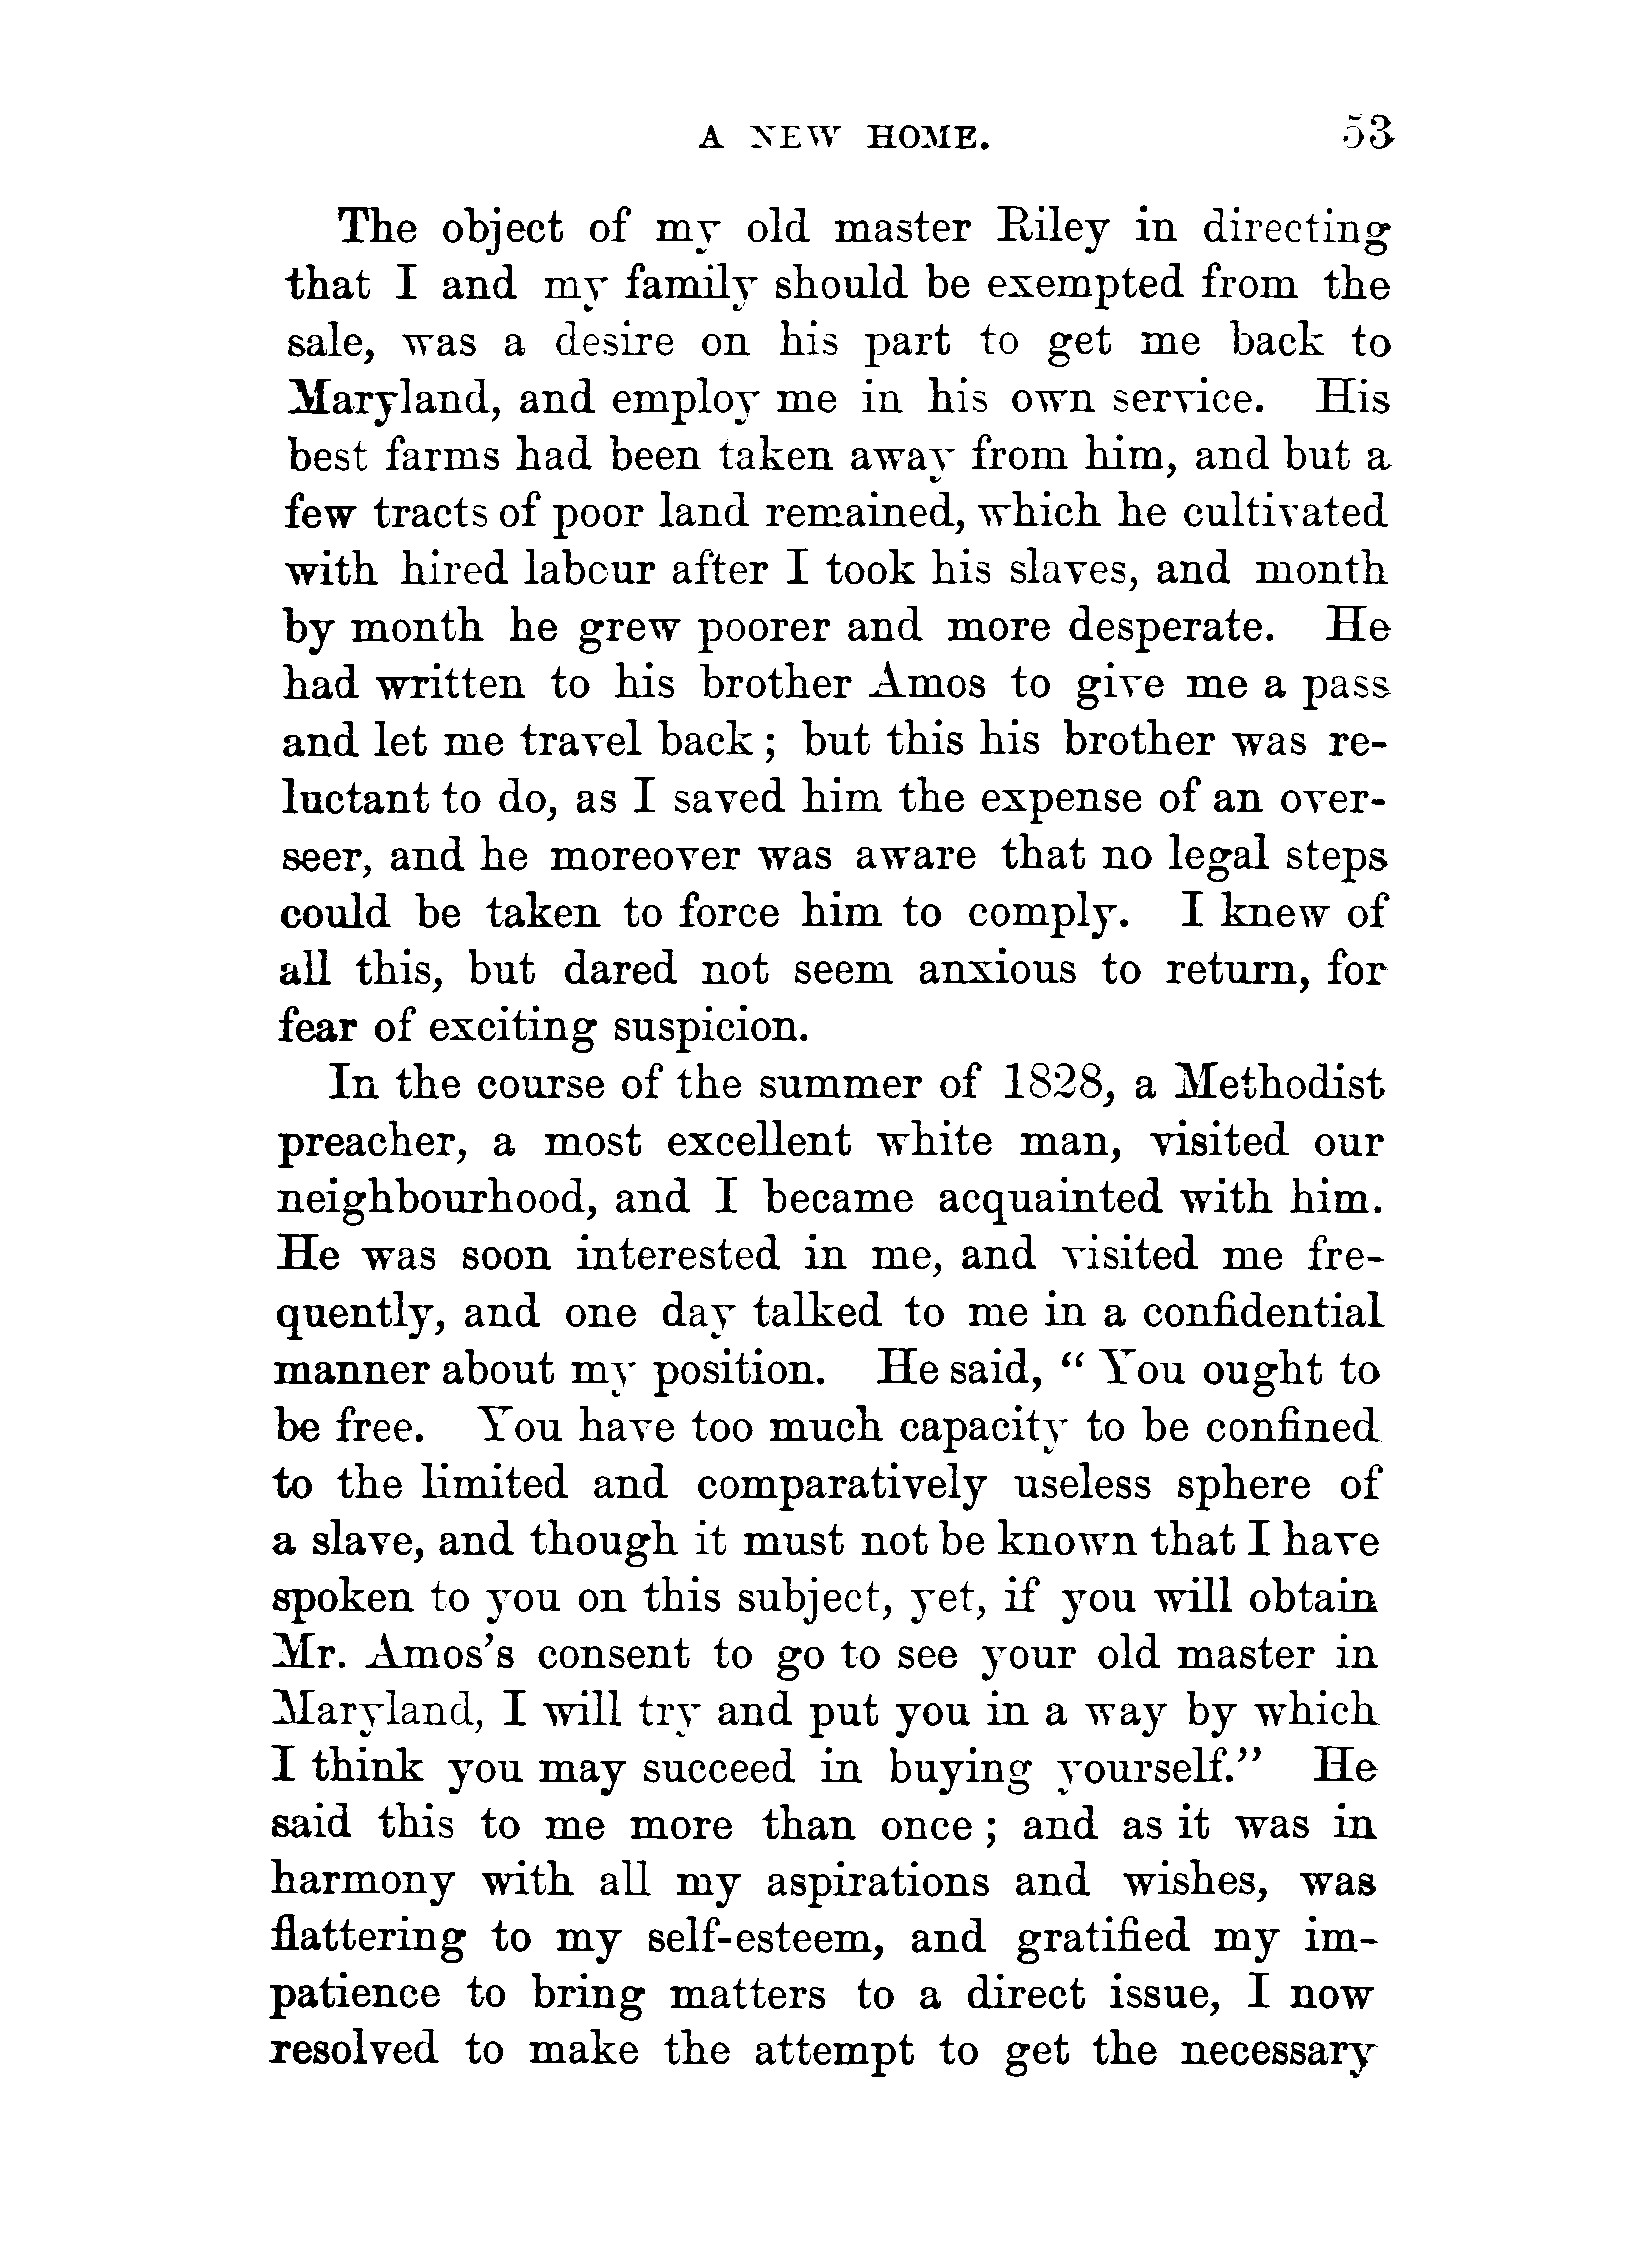 A NEW HOME. 53
The object of my old master Riley in directing
that I and my family should be exempted from the
sale, was a desire on his part to get me back to
Maryland, and employ me in his own service. His
best farms had been taken away from him, and but a
few tracts of poor land remained, which he cultivated
with hired labour after I took his slaves, and month
by month he grew poorer and more desperate. He
had written to his brother Amos to give me a pass
and let me travel back; but this his brother was re-
luctant to do, as I saved him the expense of an over-
seer, and he moreover was aware that no legal steps
could be taken to force him to comply. I knew of
all this, but dared not seem anxious to return, for
fear of exciting suspicion.
In the course of the summer of 1828, a Methodist
preacher, a most excellent white man, visited our
neighbourhood, and I became acquainted with him.
He was soon interested in me, and visited me fre-
quently, and one day talked to me in a confidential
manner about my position. He said, "You ought to
be free. You have too much capacity to be confined
to the limited and comparatively useless sphere of
a slave, and though it must not be known that I have
spoken to you on this subject, yet, if you will obtain
Mr. Amos's consent to go to see your old master in
Maryland, I will try and put you in a way by which
I think you may succeed in buying yourself." He
said this to me more than once; and as it was in
harmony with all my aspirations and wishes, was
flattering to my self-esteem, and gratified my im-
patience to bring matters to a direct issue, I now
resolved to make the attempt to get the necessary